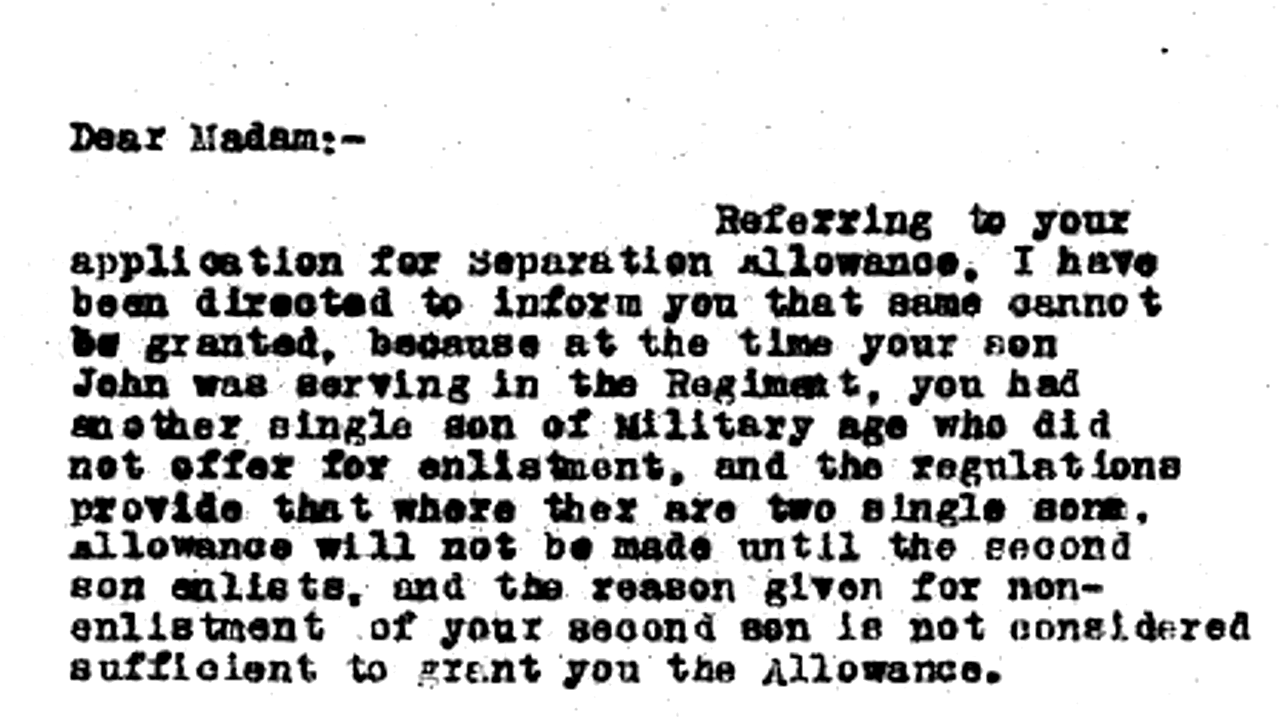 Dear Madam:-
Referring to your
application for Separation Allowance, I have
been directed to inform you that same cannot
be granted, because at the time your son
John was serving in the Regiment, you had
another single son of Military age who did
not offer for enlistment, and the regulations
provide that where ther are two single sons,
Allowance will not be made until the second
son enlists, and the reason given for non-
enlistment of your second son is not considered
sufficient to grant you the Allowance.